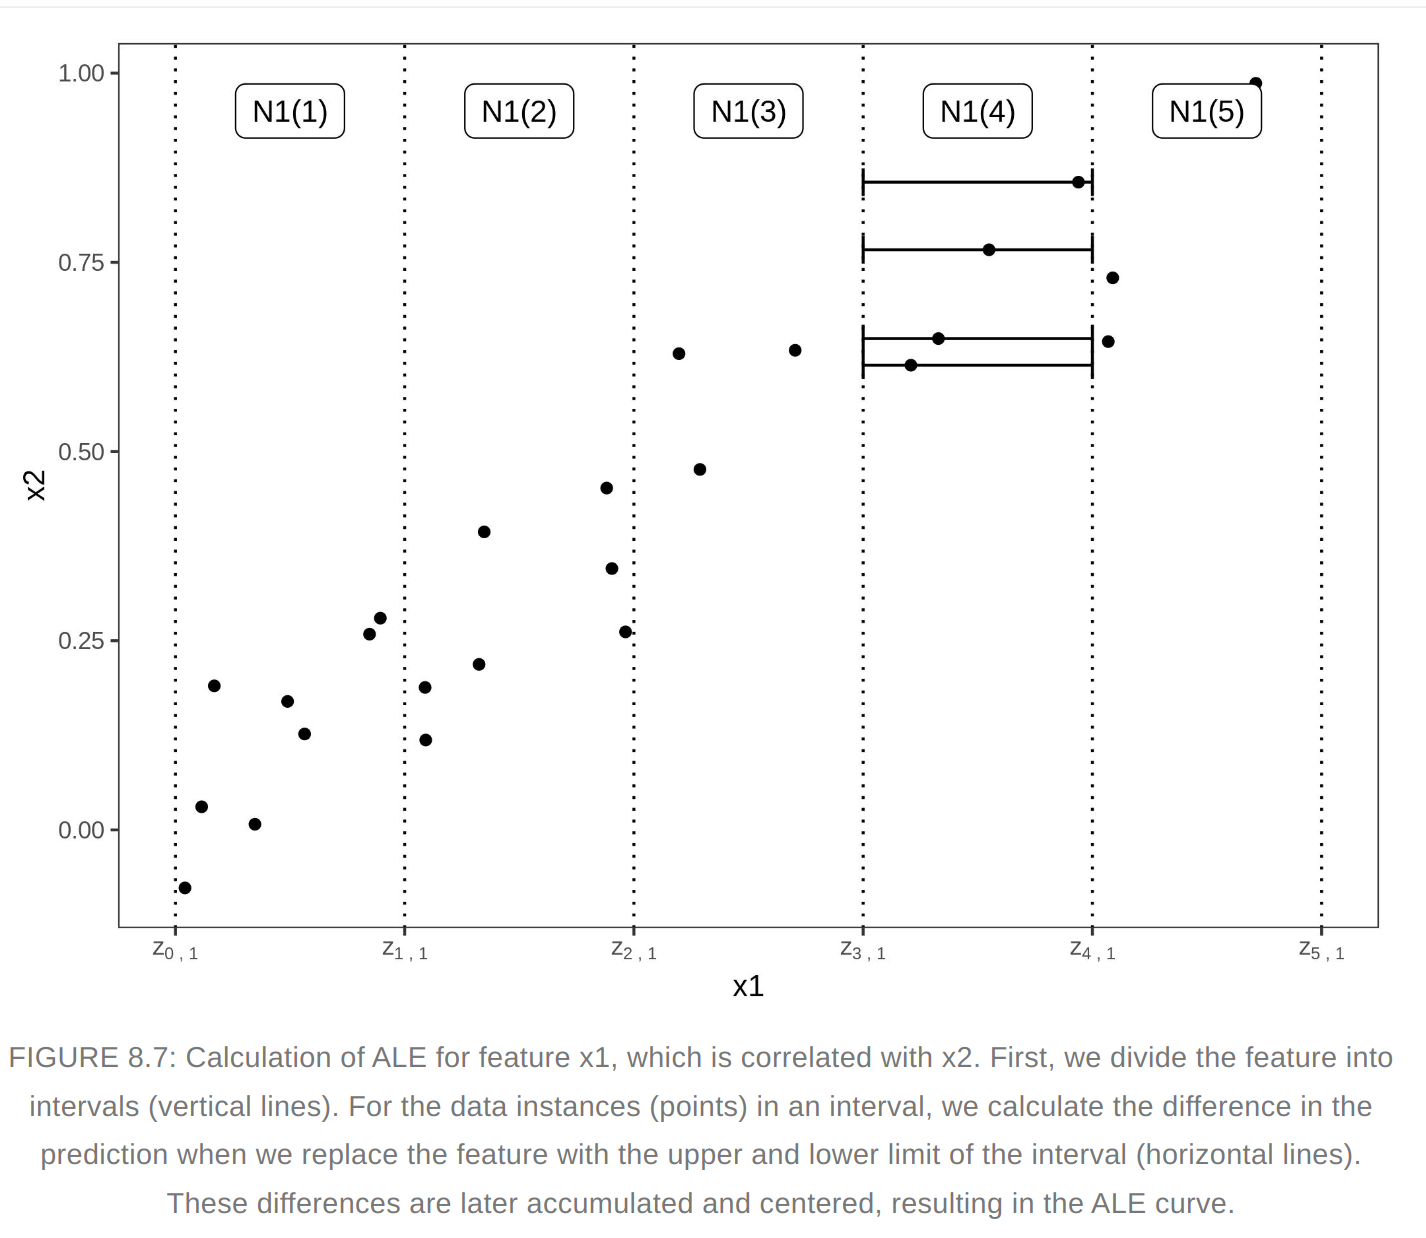 1.00
N1(1) N1(2) N1(3) N1(4) N1(5)
0.75
0.50
x2
0.25
0.00
z0 , 1 z1 , 1 z2 , 1 z3 , 1 z4 , 1 z5 , 1
x1
FIGURE 8.7: Calculation of ALE for feature x1, which is correlated with x2. First, we divide the feature into
intervals (vertical lines). For the data instances (points) in an interval, we calculate the difference in the
prediction when we replace the feature with the upper and lower limit of the interval (horizontal lines).
These differences are later accumulated and centered, resulting in the ALE curve.